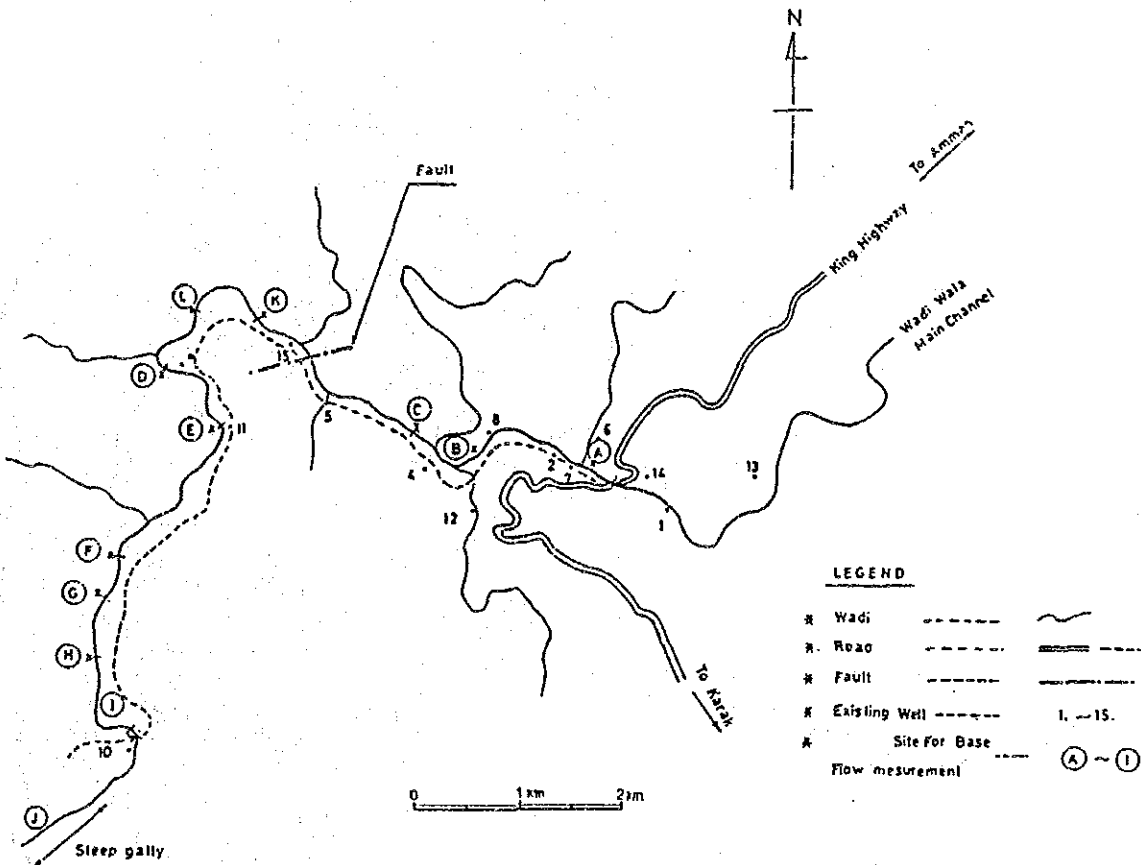 N
To Amman
King Highway
Wadi Wala
Main Channel
Fault
L
K
15
D
9
E
11
5
C
B
8
4
6
A
2
7
14
13
12
1
F
G
H
I
10
J
Steep gally
To Karak
0 1 km 2 km
LEGEND
* Wadi
* Road
* Fault
* Existing Well 1. ~ 15.
* Site For Base
Flow mesurement A ~ I